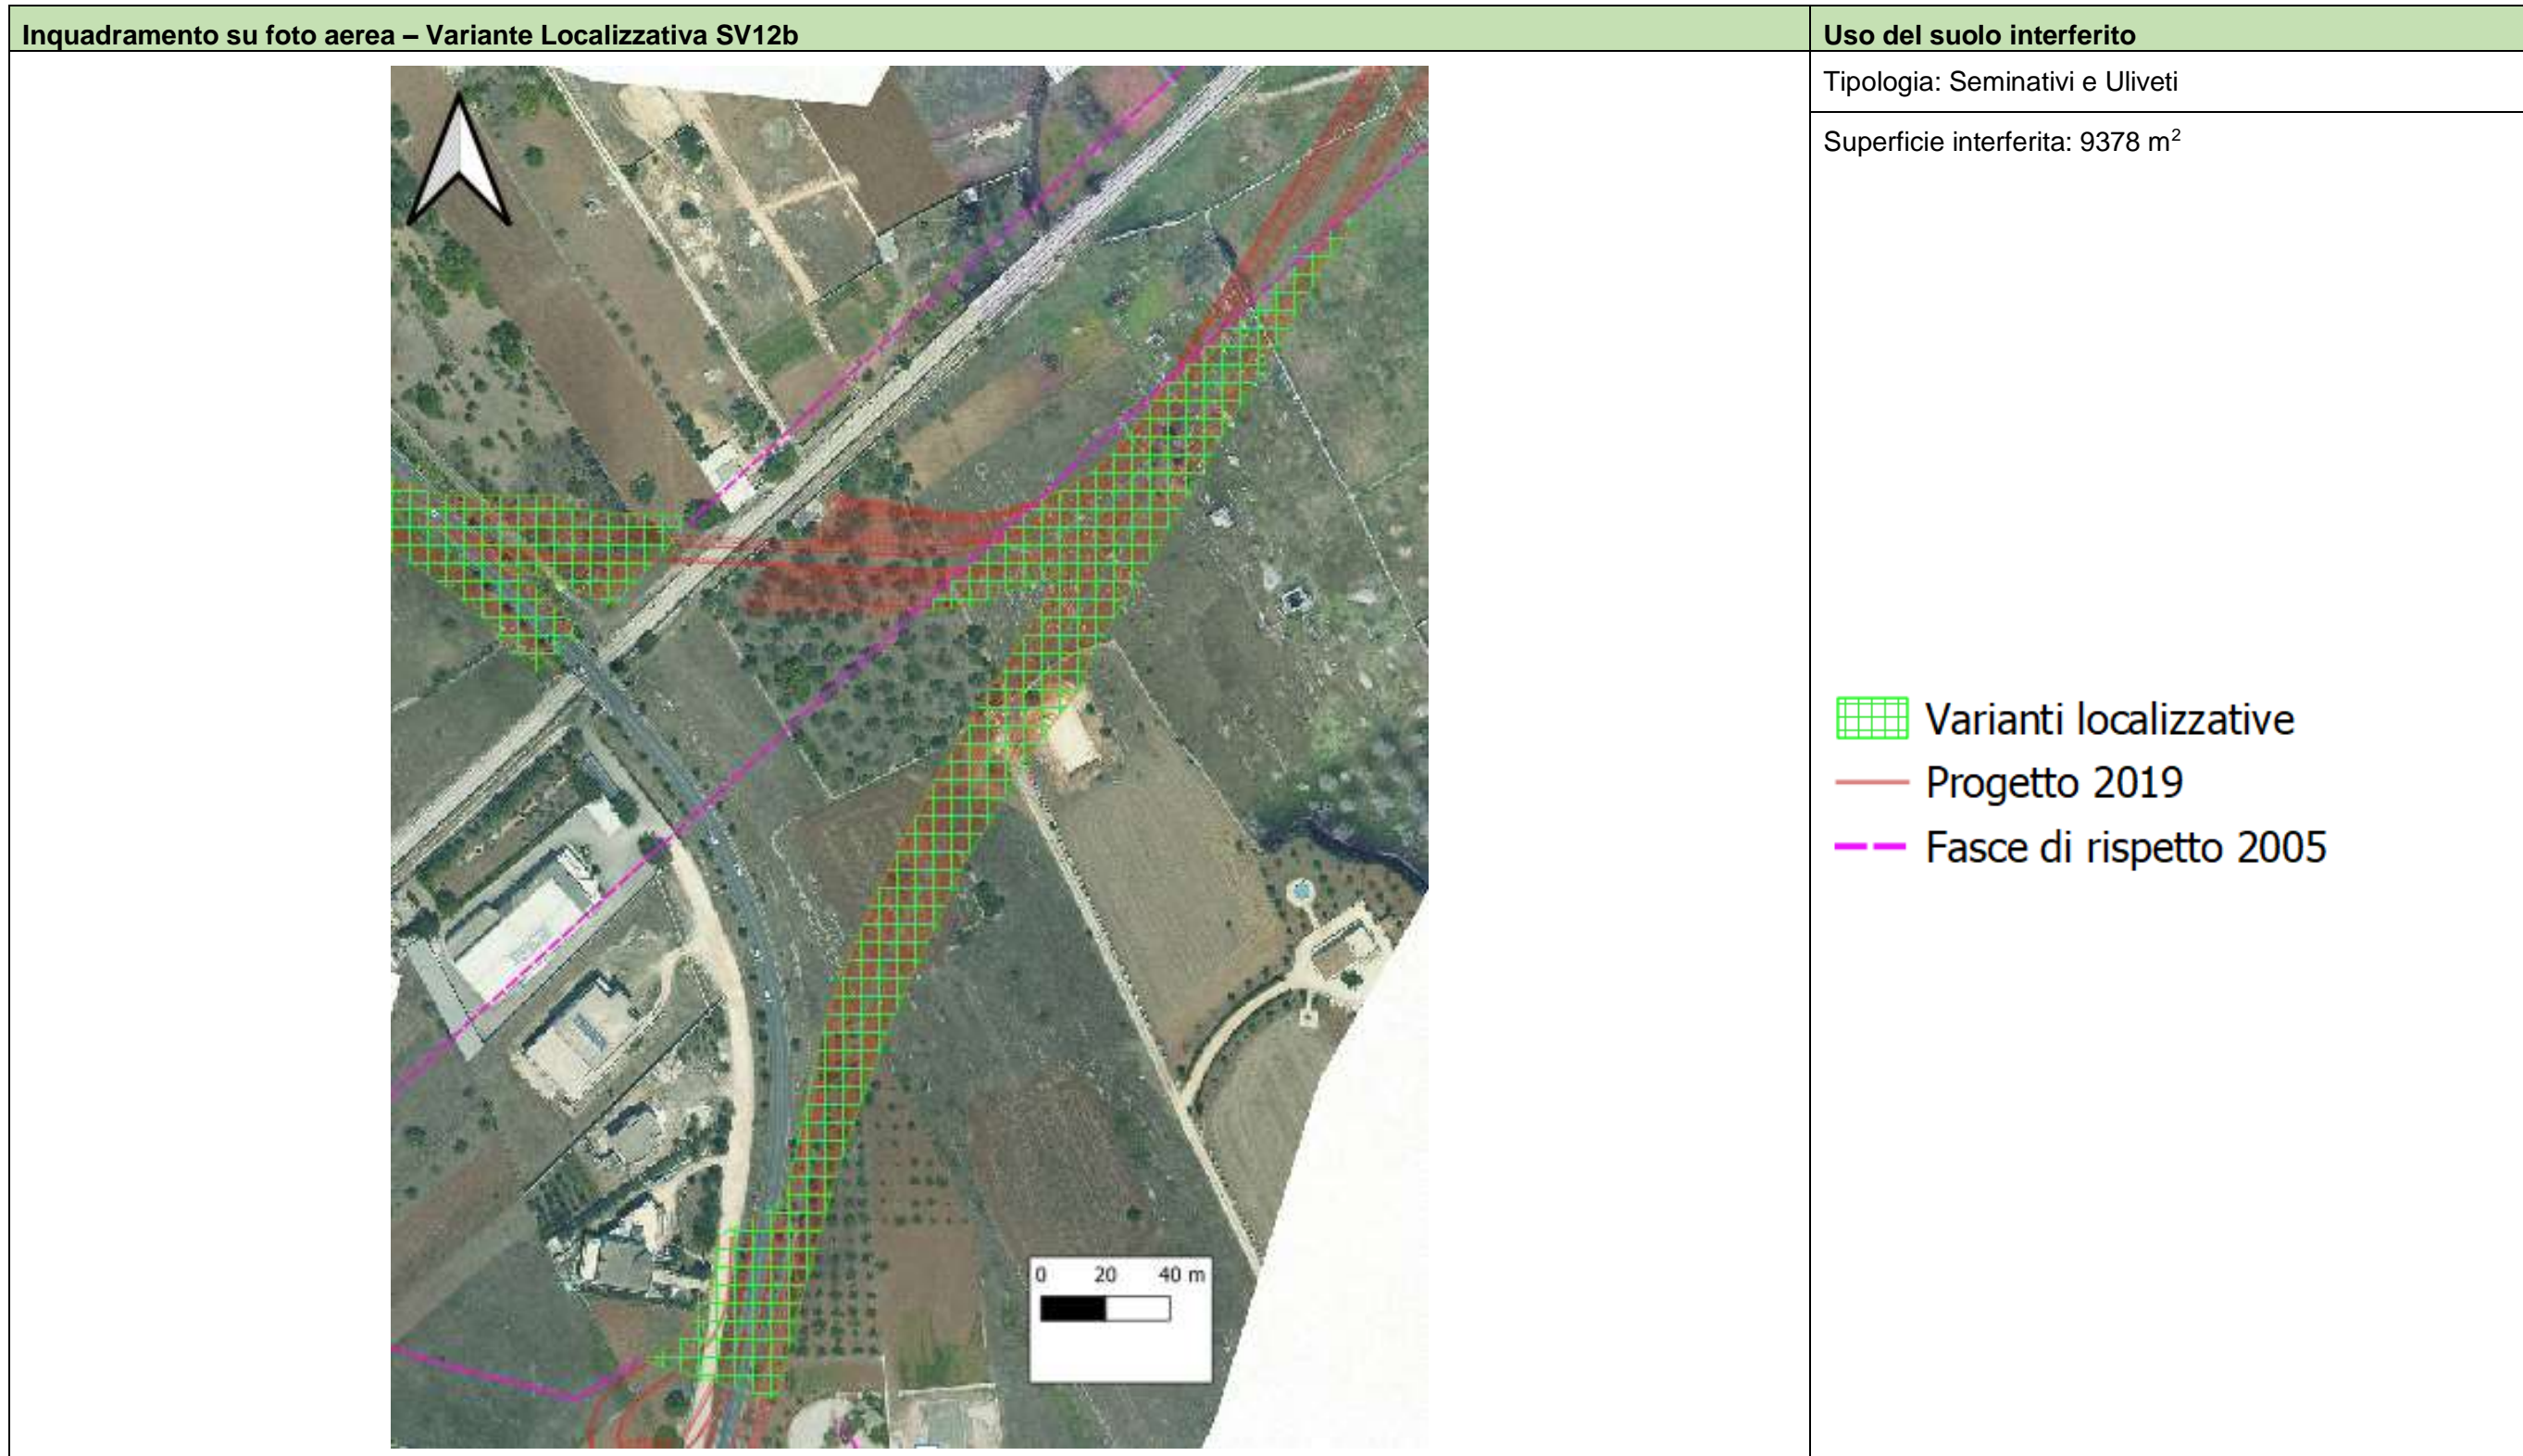 Inquadramento su foto aerea – Variante Localizzativa SV12b
Uso del suolo interferito
Tipologia: Seminativi e Uliveti
Superficie interferita: 9378 m²
Varianti localizzative
Progetto 2019
Fasce di rispetto 2005
0 20 40 m